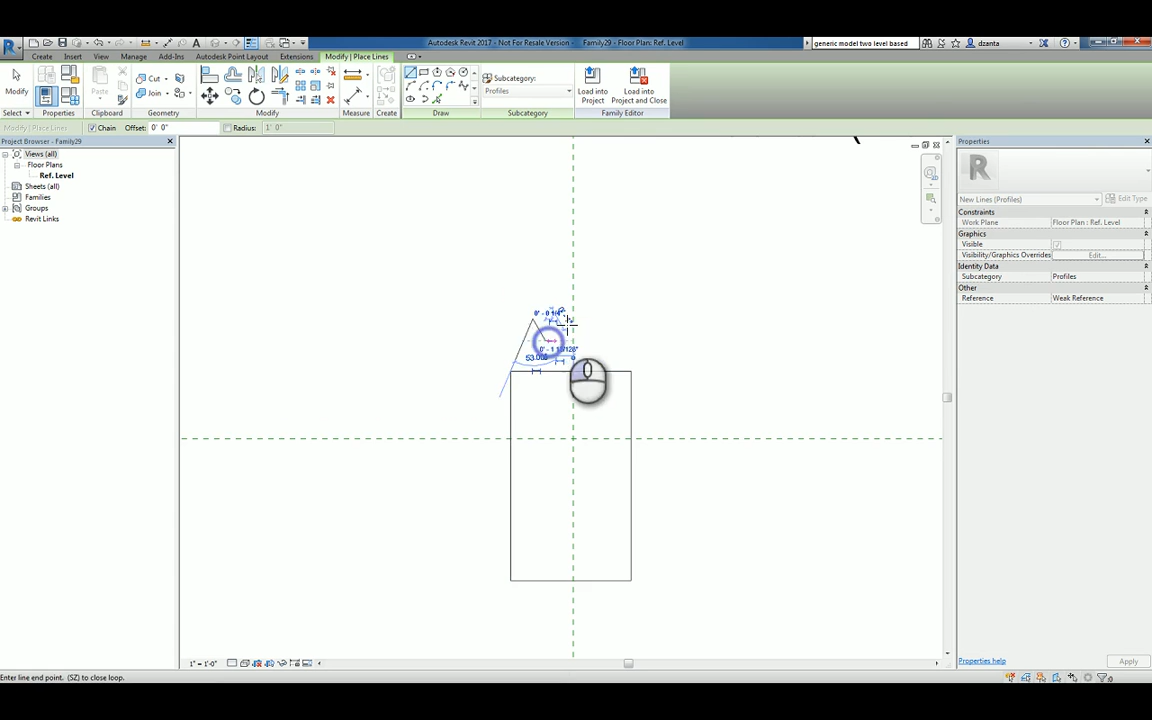 Autodesk Revit 2017 - Not For Resale Version - Family29 - Floor Plan: Ref. Level
generic model two level based
dzanta
Create Insert View Manage Add-Ins Autodesk Point Layout Extensions Modify | Place Lines
Modify
Paste
Cut
Join
Subcategory:
Profiles
Load into
Project
Load into
Project and Close
Select Properties Clipboard Geometry Modify Measure Create Draw Subcategory Family Editor
Modify | Place Lines Chain Offset: 0' 0" Radius: 1' 0"
Project Browser - Family29
Views (all)
Floor Plans
Ref. Level
Sheets (all)
Families
Groups
Revit Links
Properties
R
New Lines (Profiles) Edit Type
Constraints
Work Plane Floor Plan : Ref. Level
Graphics
Visible
Visibility/Graphics Overrides Edit...
Identity Data
Subcategory Profiles
Other
Reference Weak Reference
Properties help Apply
1" = 1'-0"
Enter line end point. (SZ) to close loop.